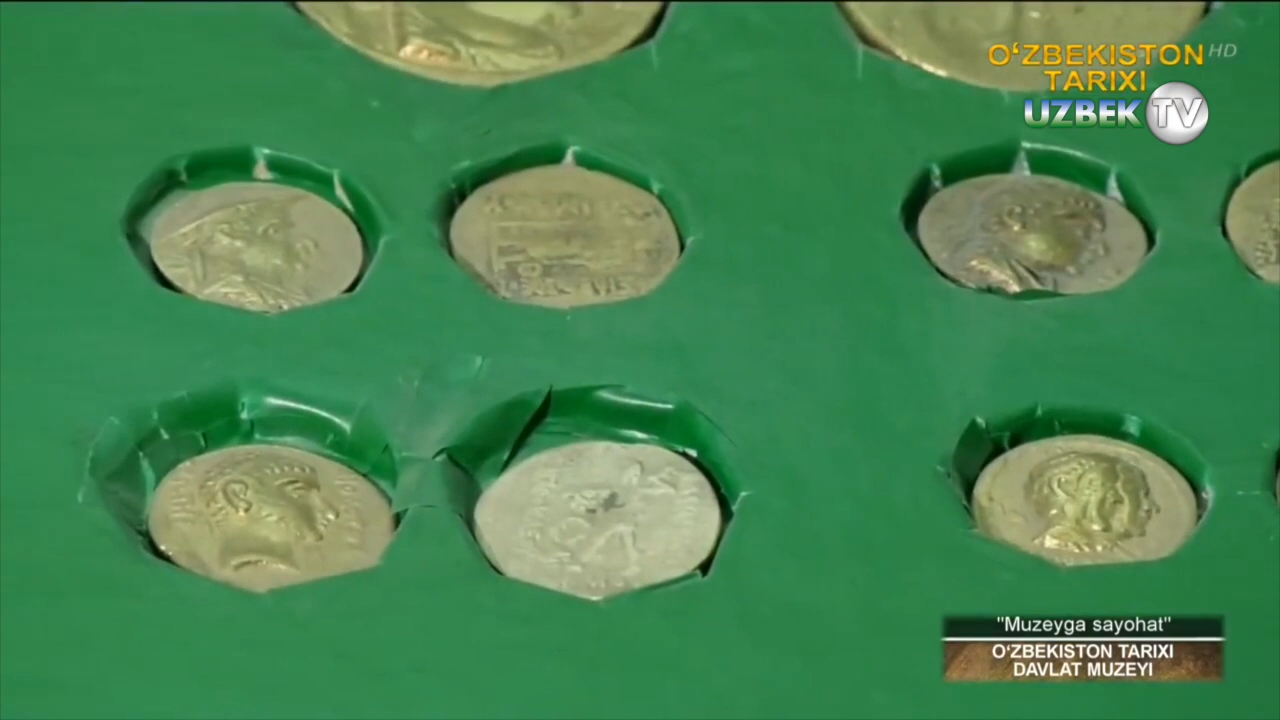 O‘ZBEKISTON HD
TARIXI
UZBEK TV
"Muzeyga sayohat"
O‘ZBEKISTON TARIXI
DAVLAT MUZEYI